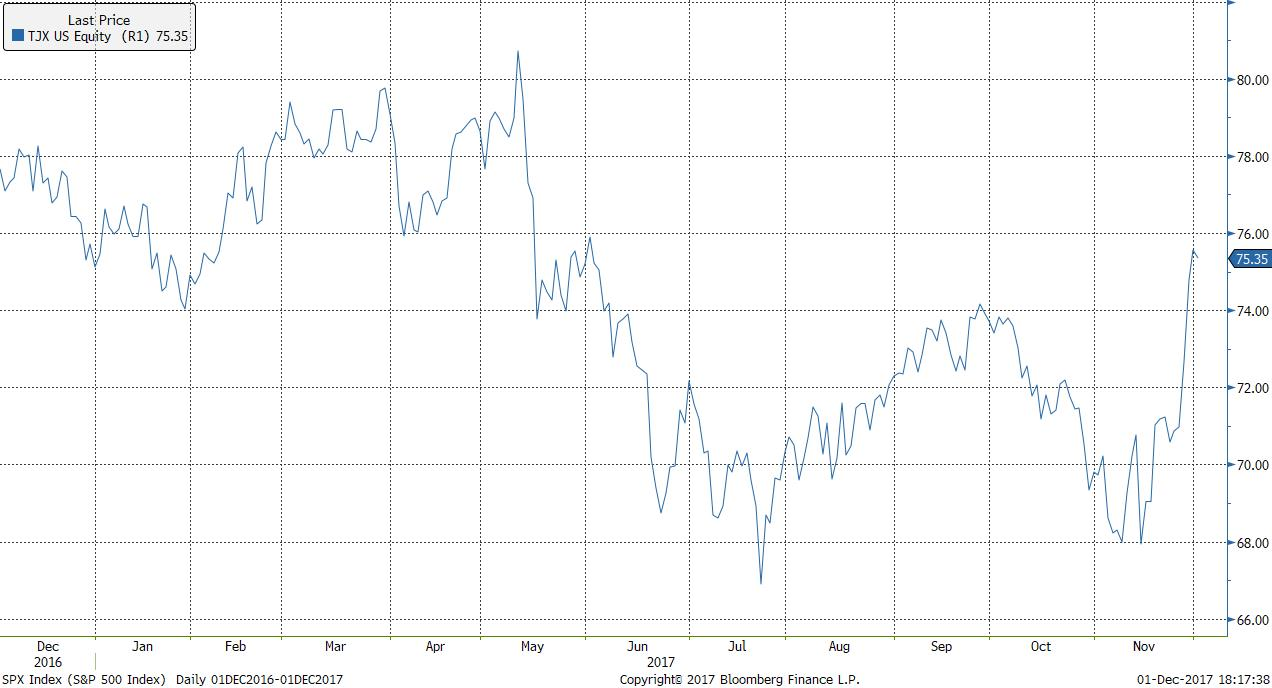 Last Price
TJX US Equity (R1) 75.35
80.00
78.00
76.00
75.35
74.00
72.00
70.00
68.00
66.00
Dec Jan Feb Mar Apr May Jun Jul Aug Sep Oct Nov
2016 2017
SPX Index (S&P 500 Index) Daily 01DEC2016-01DEC2017 Copyright© 2017 Bloomberg Finance L.P. 01-Dec-2017 18:17:38